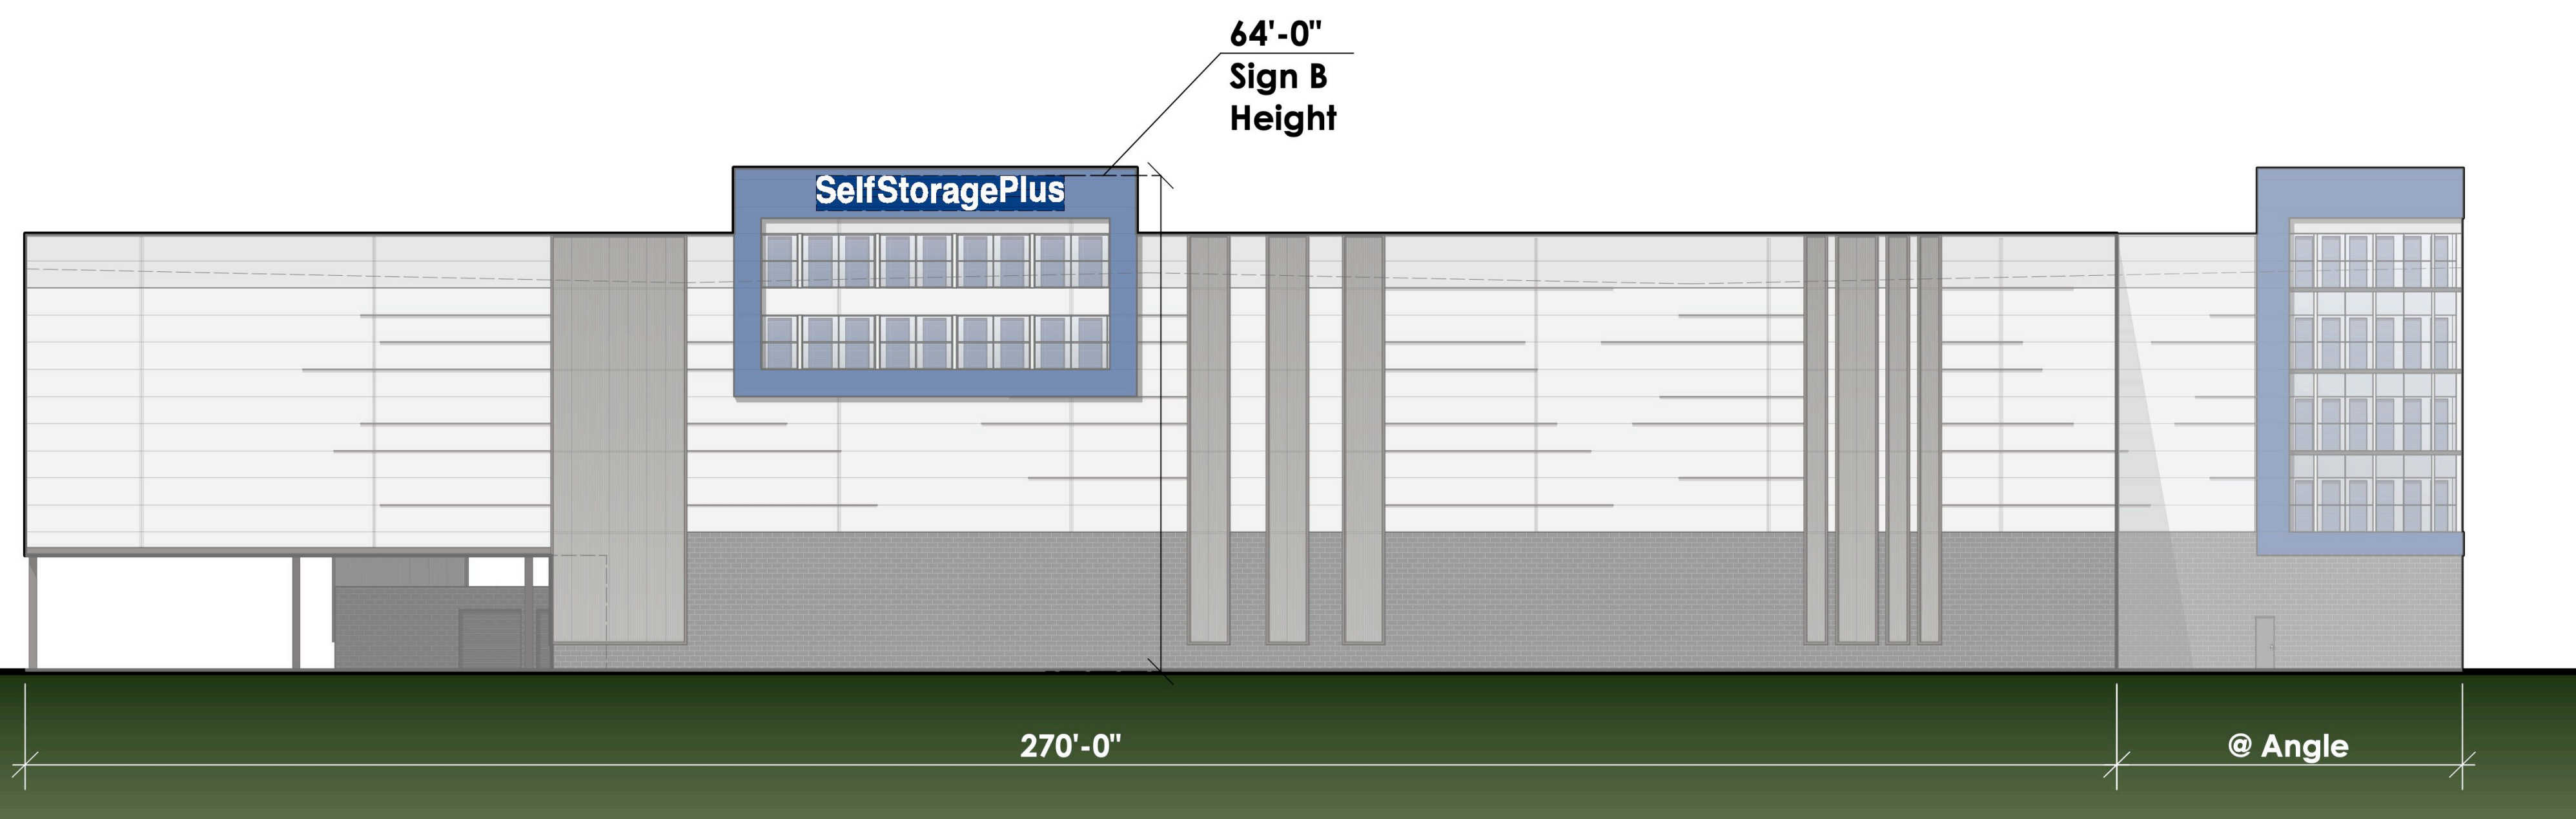 64'-0"
Sign B
Height
SelfStoragePlus
270'-0"
@ Angle